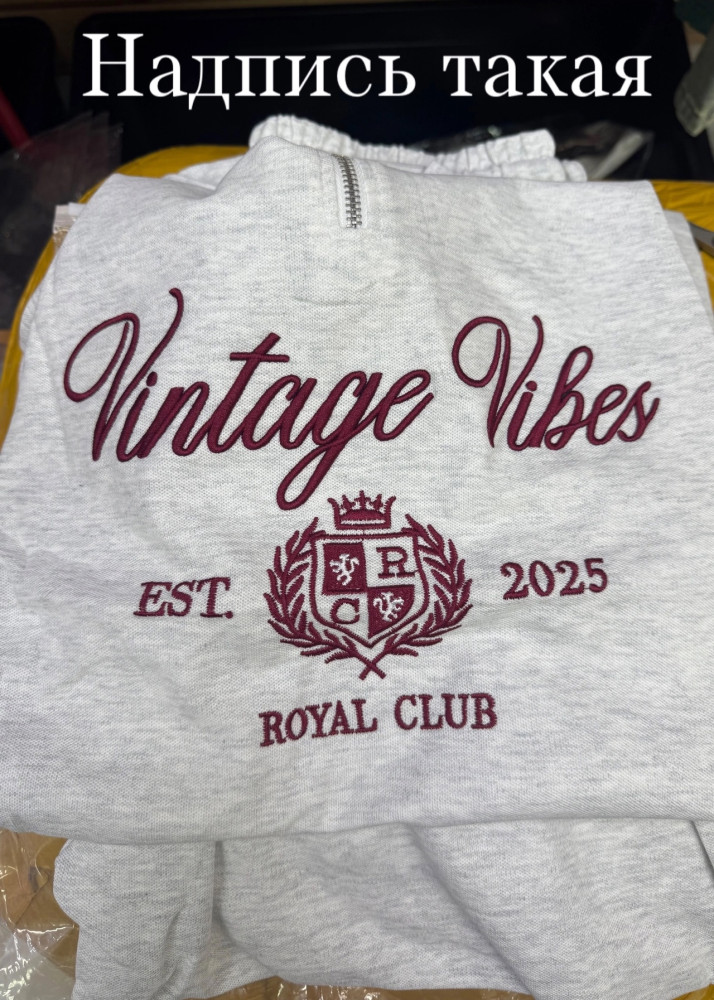 Надпись такая
Vintage Vibes
R
C
EST. 2025
ROYAL CLUB